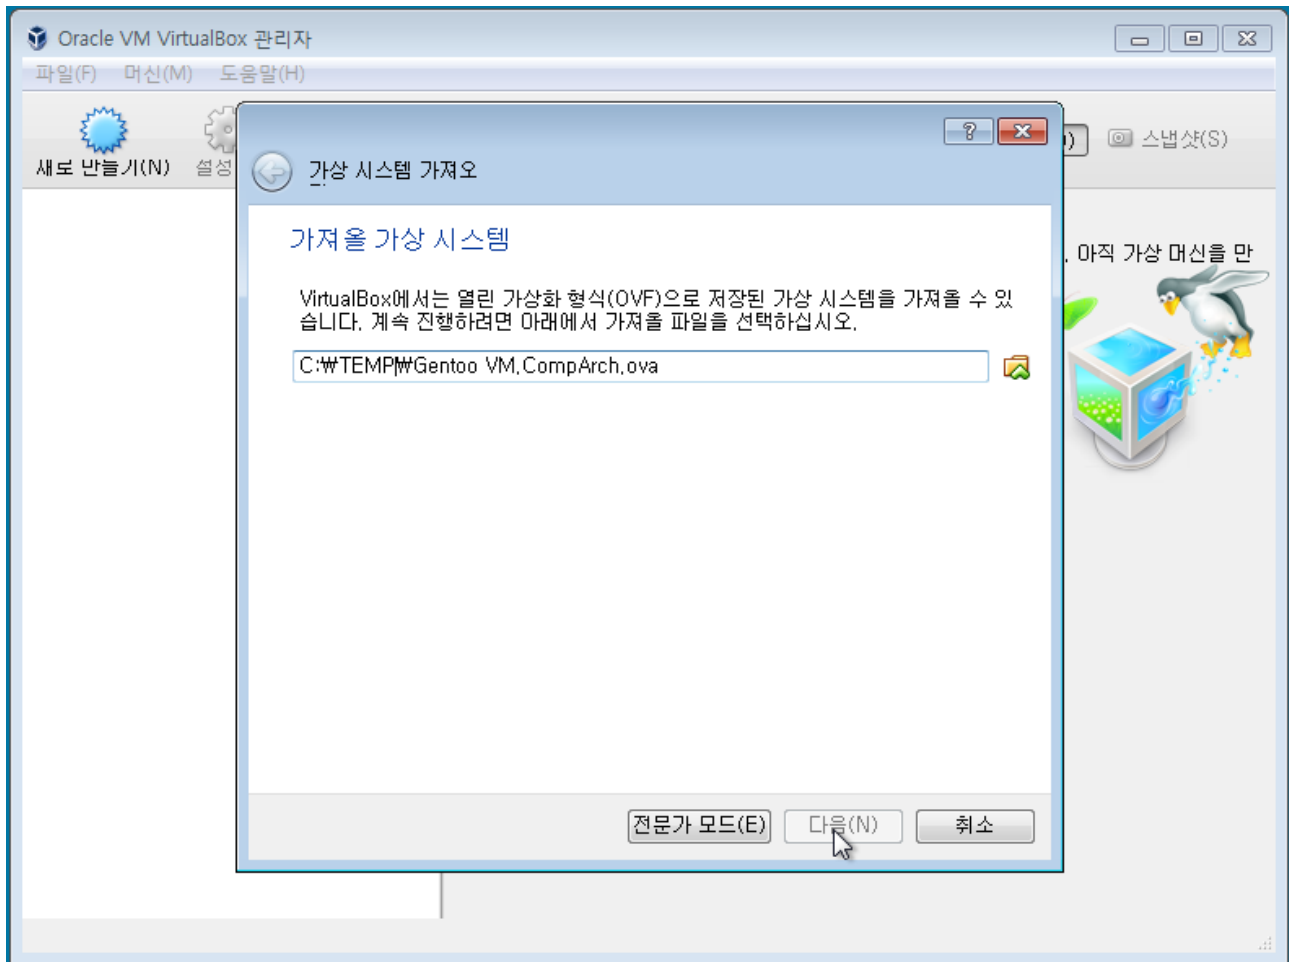 Oracle VM VirtualBox 관리자
파일(F) 머신(M) 도움말(H)
새로 만들기(N) 설성
스냅샷(S)
가상 시스템 가져오
가져올 가상 시스템
. 아직 가상 머신을 만
VirtualBox에서는 열린 가상화 형식(OVF)으로 저장된 가상 시스템을 가져올 수 있
습니다. 계속 진행하려면 아래에서 가져올 파일을 선택하십시오.
C:₩TEMP₩Gentoo VM.CompArch.ova
전문가 모드(E) 다음(N) 취소